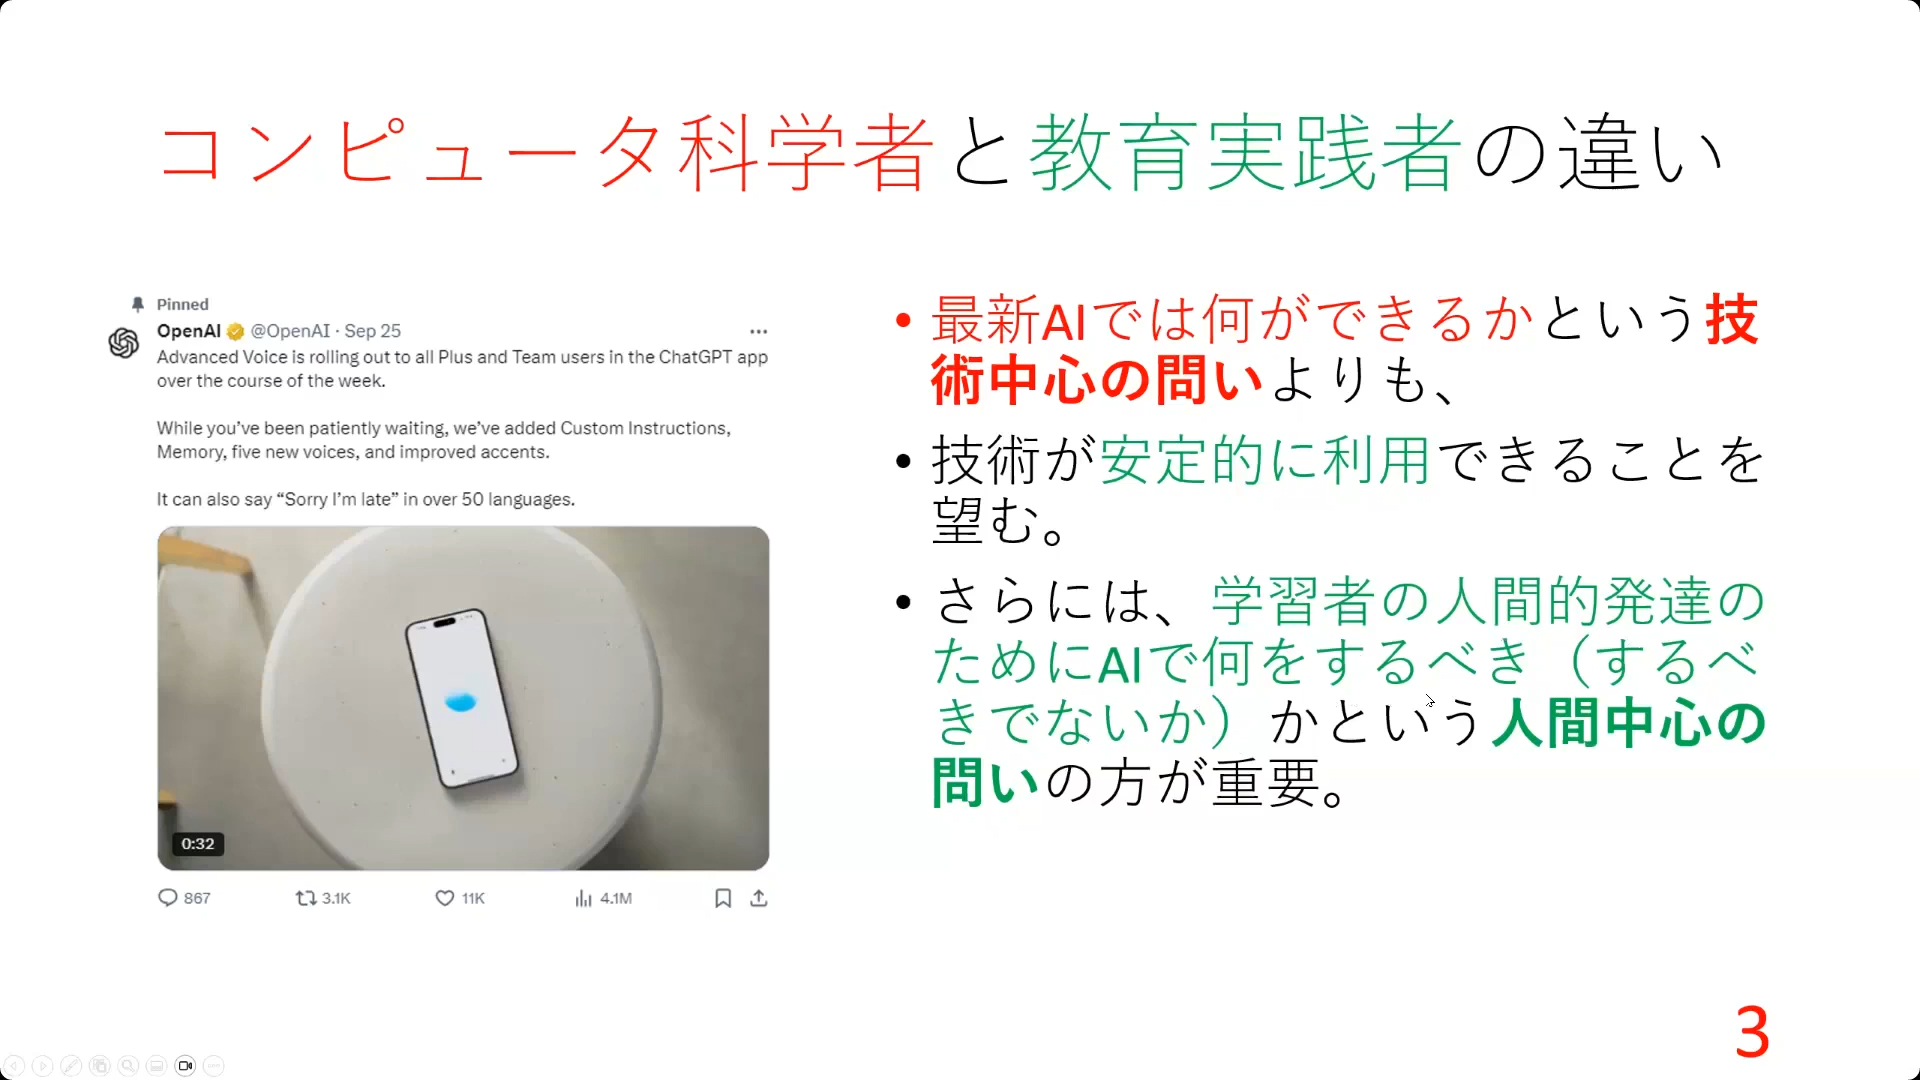 コンピュータ科学者と教育実践者の違い
Pinned
OpenAI @OpenAI · Sep 25
Advanced Voice is rolling out to all Plus and Team users in the ChatGPT app
over the course of the week.
While you’ve been patiently waiting, we’ve added Custom Instructions,
Memory, five new voices, and improved accents.
It can also say “Sorry I’m late” in over 50 languages.
0:32
867 3.1K 11K 4.1M
• 最新AIでは何ができるかという技
術中心の問いよりも、
• 技術が安定的に利用できることを
望む。
• さらには、学習者の人間的発達の
ためにAIで何をするべき（するべ
きでないか）かという人間中心の
問いの方が重要。
3